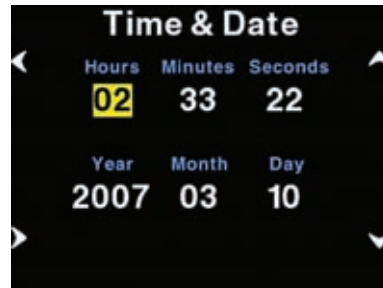 Time & Date
Hours Minutes Seconds
02 33 22
Year Month Day
2007 03 10